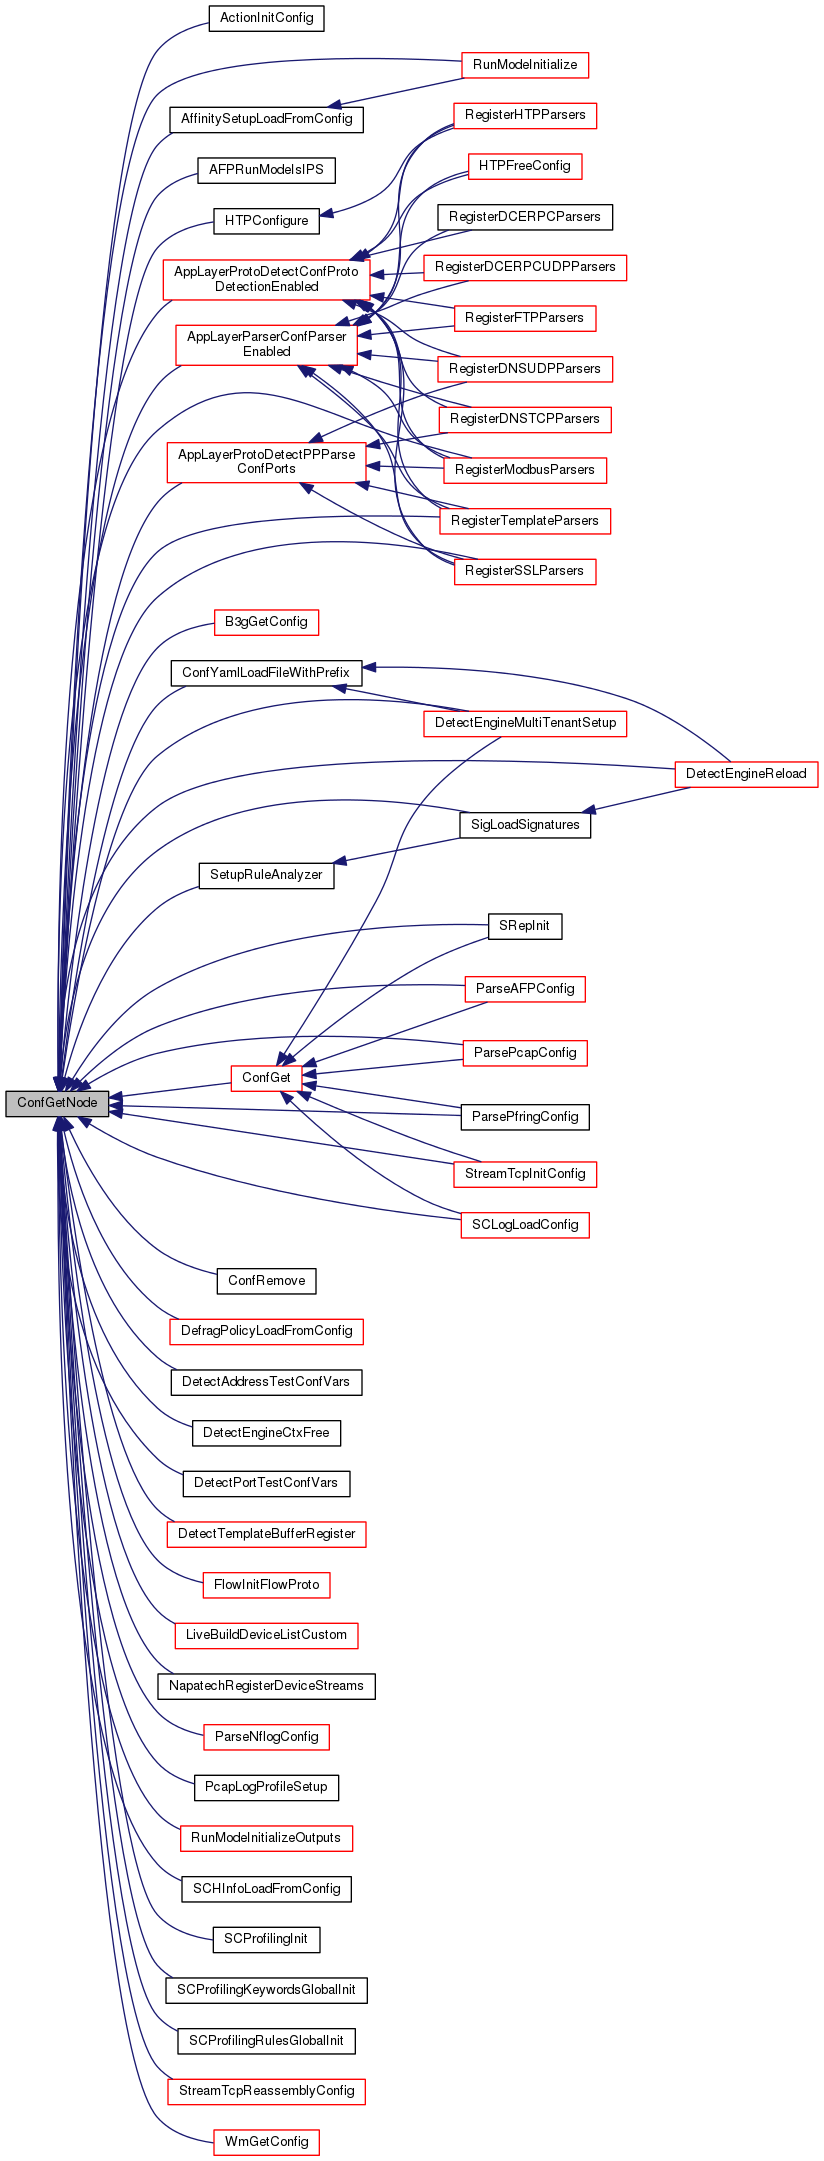 ActionInitConfig
RunModeInitialize
AffinitySetupLoadFromConfig
RegisterHTPParsers
HTPFreeConfig
AFPRunModeIsIPS
RegisterDCERPCParsers
HTPConfigure
AppLayerProtoDetectConfProto
DetectionEnabled
RegisterDCERPCUDPParsers
RegisterFTPParsers
AppLayerParserConfParser
Enabled
RegisterDNSUDPParsers
RegisterDNSTCPParsers
AppLayerProtoDetectPPParse
ConfPorts
RegisterModbusParsers
RegisterTemplateParsers
RegisterSSLParsers
B3gGetConfig
ConfYamlLoadFileWithPrefix
DetectEngineMultiTenantSetup
DetectEngineReload
SigLoadSignatures
SetupRuleAnalyzer
SRepInit
ParseAFPConfig
ParsePcapConfig
ConfGet
ConfGetNode
ParsePfringConfig
StreamTcpInitConfig
SCLogLoadConfig
ConfRemove
DefragPolicyLoadFromConfig
DetectAddressTestConfVars
DetectEngineCtxFree
DetectPortTestConfVars
DetectTemplateBufferRegister
FlowInitFlowProto
LiveBuildDeviceListCustom
NapatechRegisterDeviceStreams
ParseNflogConfig
PcapLogProfileSetup
RunModeInitializeOutputs
SCHInfoLoadFromConfig
SCProfilingInit
SCProfilingKeywordsGlobalInit
SCProfilingRulesGlobalInit
StreamTcpReassemblyConfig
WmGetConfig